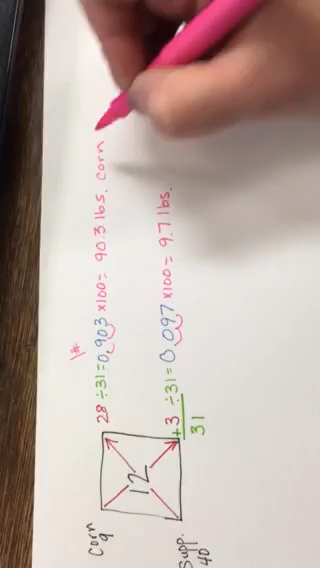 1#
corn
9
28 ÷ 31 = 0.903 x100 = 90.3 lbs. corn
12
Supp.
40
+ 3 ÷ 31 = 0.097 x100 = 9.7 lbs.
31